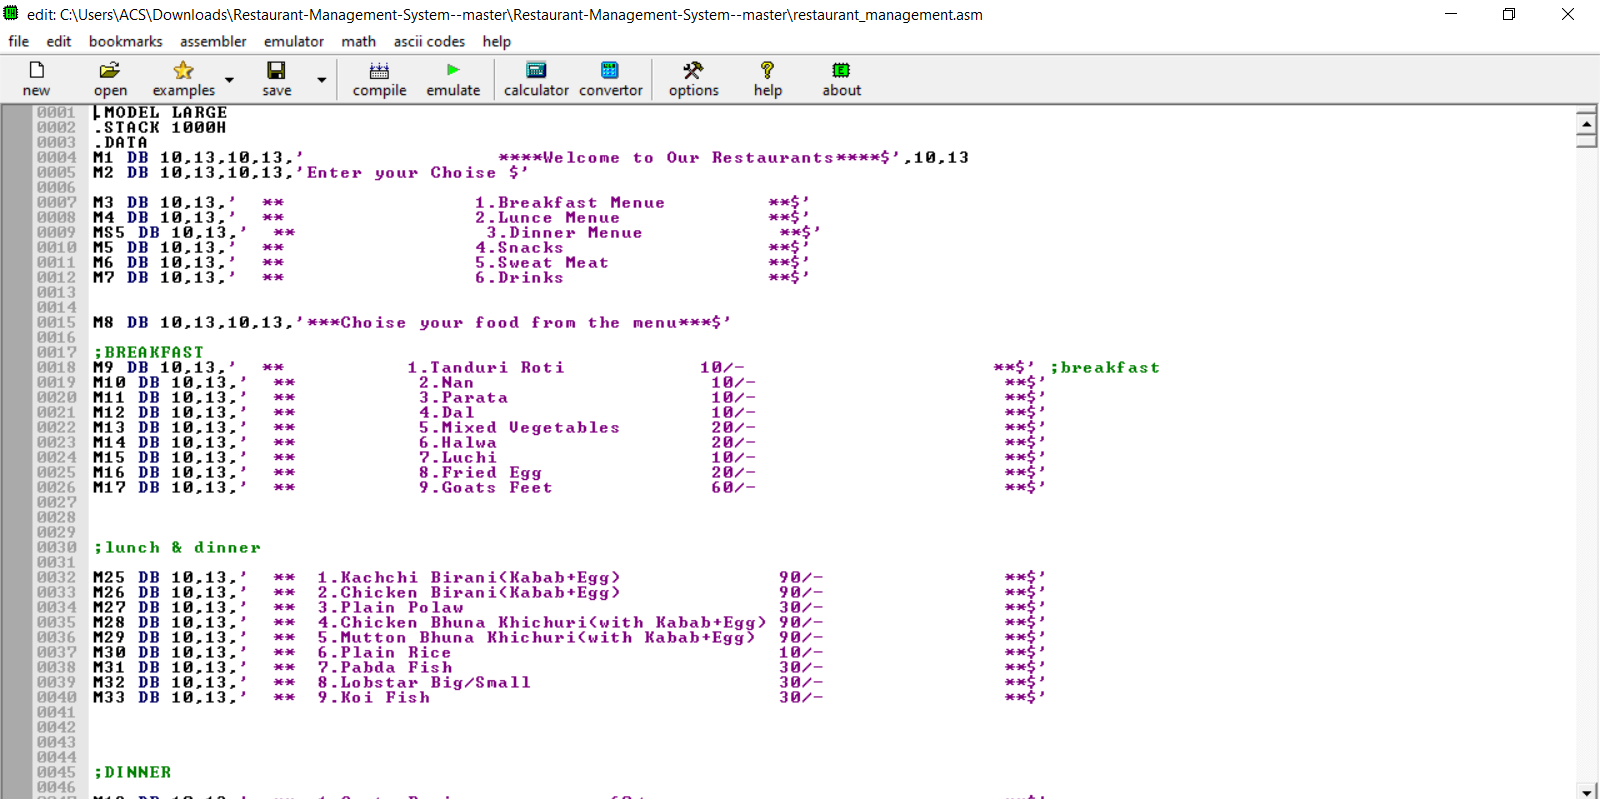 edit: C:\Users\ACS\Downloads\Restaurant-Management-System--master\Restaurant-Management-System--master\restaurant_management.asm
file edit bookmarks assembler emulator math ascii codes help
new open examples save compile emulate calculator convertor options help about
0001 .MODEL LARGE
0002 .STACK 1000H
0003 .DATA
0004 M1 DB 10,13,10,13,' ****Welcome to Our Restaurants****$',10,13
0005 M2 DB 10,13,10,13,'Enter your Choise $'
0006
0007 M3 DB 10,13,' ** 1.Breakfast Menue **$'
0008 M4 DB 10,13,' ** 2.Lunce Menue **$'
0009 MS5 DB 10,13,' ** 3.Dinner Menue **$'
0010 M5 DB 10,13,' ** 4.Snacks **$'
0011 M6 DB 10,13,' ** 5.Sweat Meat **$'
0012 M7 DB 10,13,' ** 6.Drinks **$'
0013
0014
0015 M8 DB 10,13,10,13,'***Choise your food from the menu***$'
0016
0017 ;BREAKFAST
0018 M9 DB 10,13,' ** 1.Tanduri Roti 10/- **$' ;breakfast
0019 M10 DB 10,13,' ** 2.Nan 10/- **$'
0020 M11 DB 10,13,' ** 3.Parata 10/- **$'
0021 M12 DB 10,13,' ** 4.Dal 10/- **$'
0022 M13 DB 10,13,' ** 5.Mixed Vegetables 20/- **$'
0023 M14 DB 10,13,' ** 6.Halwa 20/- **$'
0024 M15 DB 10,13,' ** 7.Luchi 10/- **$'
0025 M16 DB 10,13,' ** 8.Fried Egg 20/- **$'
0026 M17 DB 10,13,' ** 9.Goats Feet 60/- **$'
0027
0028
0029
0030 ;lunch & dinner
0031
0032 M25 DB 10,13,' ** 1.Kachchi Birani(Kabab+Egg) 90/- **$'
0033 M26 DB 10,13,' ** 2.Chicken Birani(Kabab+Egg) 90/- **$'
0034 M27 DB 10,13,' ** 3.Plain Polaw 30/- **$'
0035 M28 DB 10,13,' ** 4.Chicken Bhuna Khichuri(with Kabab+Egg) 90/- **$'
0036 M29 DB 10,13,' ** 5.Mutton Bhuna Khichuri(with Kabab+Egg) 90/- **$'
0037 M30 DB 10,13,' ** 6.Plain Rice 10/- **$'
0038 M31 DB 10,13,' ** 7.Pabda Fish 30/- **$'
0039 M32 DB 10,13,' ** 8.Lobstar Big/Small 30/- **$'
0040 M33 DB 10,13,' ** 9.Koi Fish 30/- **$'
0041
0042
0043
0044
0045 ;DINNER
0046